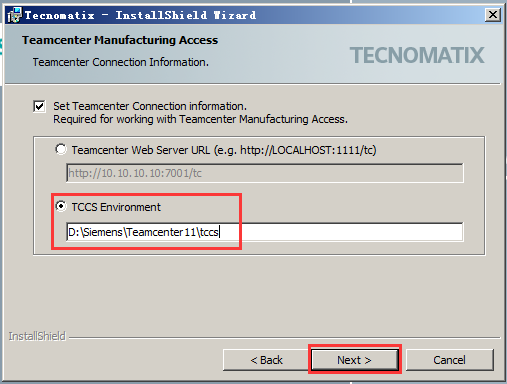 Tecnomatix - InstallShield Wizard
Teamcenter Manufacturing Access
Teamcenter Connection Information.
TECNOMATIX
Set Teamcenter Connection information.
Required for working with Teamcenter Manufacturing Access.
Teamcenter Web Server URL (e.g. http://LOCALHOST:1111/tc)
http://10.10.10.10:7001/tc
TCCS Environment
D:\Siemens\Teamcenter11\tccs
InstallShield
< Back
Next >
Cancel